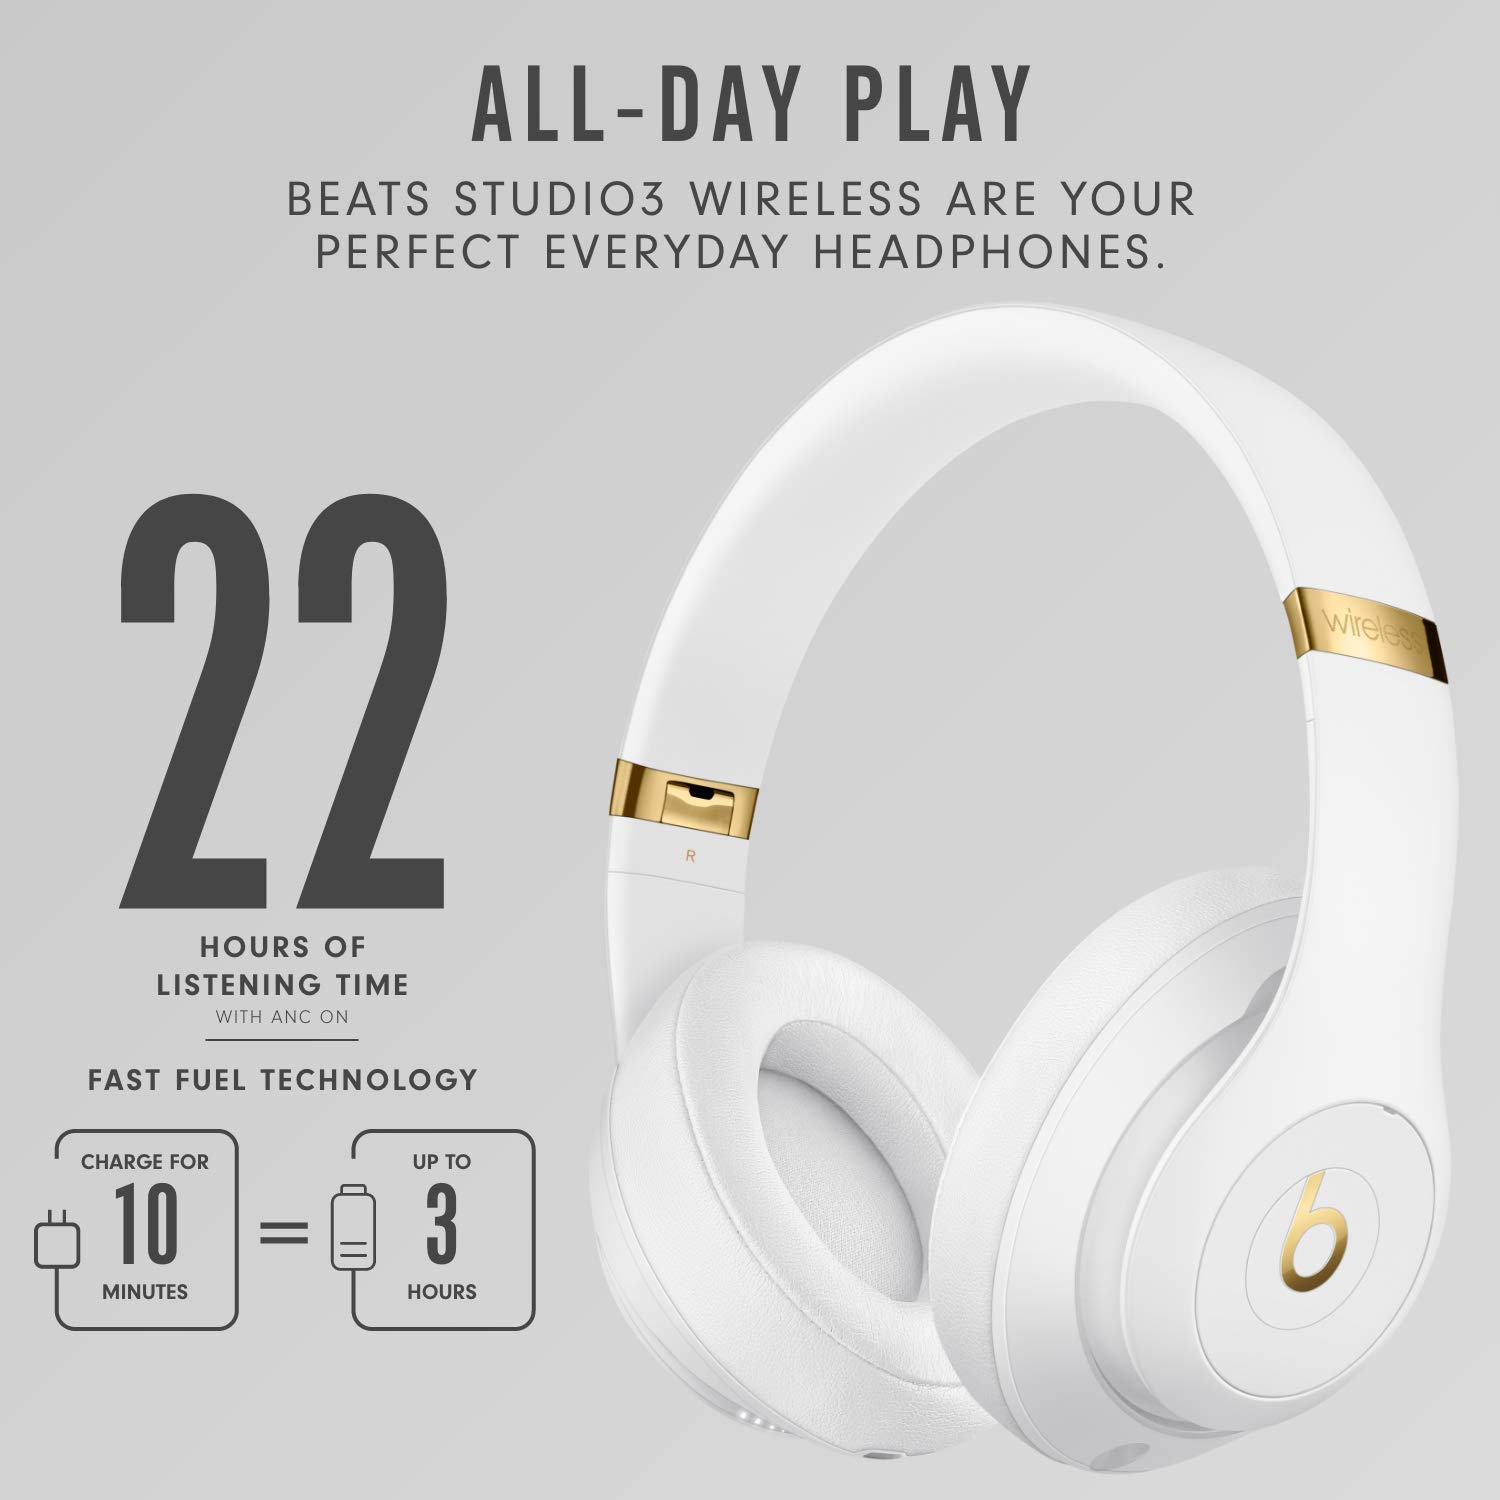 ALL-DAY PLAY
BEATS STUDIO3 WIRELESS ARE YOUR
PERFECT EVERYDAY HEADPHONES.
22
HOURS OF
LISTENING TIME
WITH ANC ON
FAST FUEL TECHNOLOGY
CHARGE FOR
10
MINUTES
=
UP TO
3
HOURS
wireless
R
b